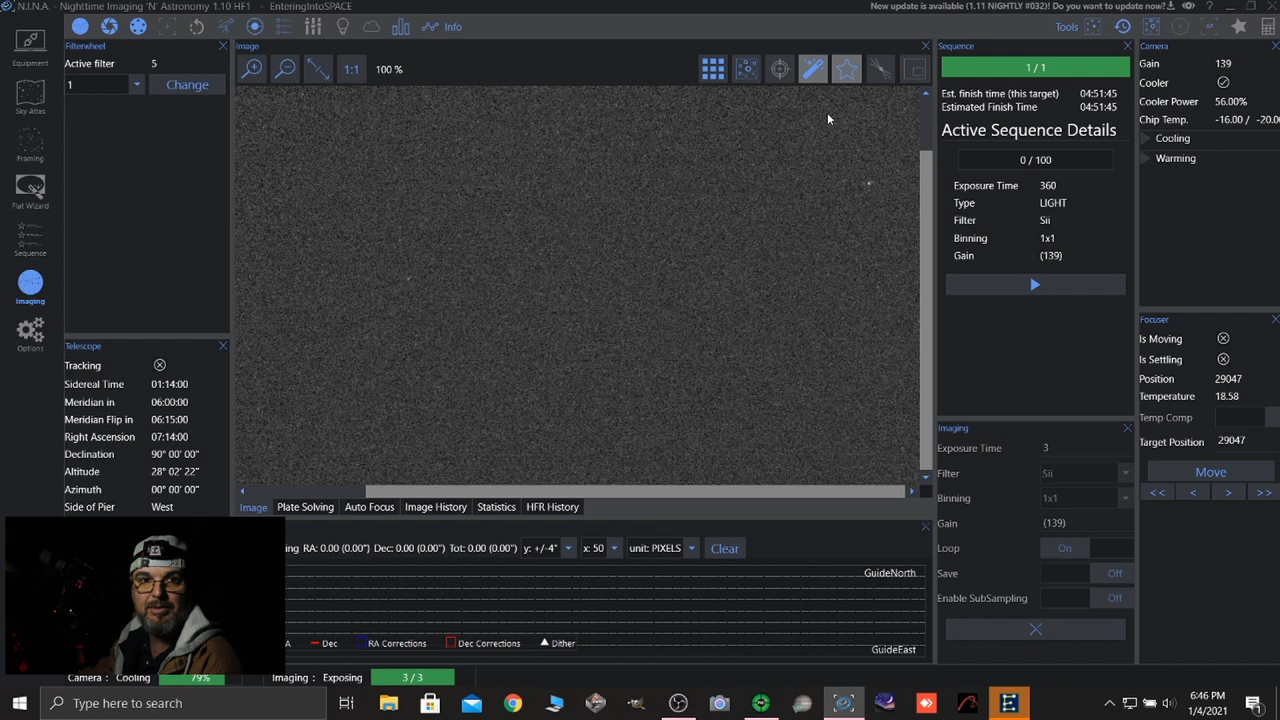 N.I.N.A. - Nighttime Imaging 'N' Astronomy 1.10 HF1 - EnteringIntoSPACE
New update is available (1.11 NIGHTLY #032)! Do you want to update now?
Info
Tools
Equipment
Sky Atlas
Framing
Flat Wizard
Sequence
Imaging
Options
Filterwheel
Active filter 5
1 Change
Telescope
Tracking
Sidereal Time 01:14:00
Meridian in 06:00:00
Meridian Flip in 06:15:00
Right Ascension 07:14:00
Declination 90° 00' 00"
Altitude 28° 02' 22"
Azimuth 00° 00' 00"
Side of Pier West
Image
1:1 100 %
Image Plate Solving Auto Focus Image History Statistics HFR History
RA: 0.00 (0.00") Dec: 0.00 (0.00") Tot: 0.00 (0.00") y: +/-4" x: 50 unit: PIXELS Clear
GuideNorth
Dec RA Corrections Dec Corrections Dither
GuideEast
Sequence
1 / 1
Est. finish time (this target) 04:51:45
Estimated Finish Time 04:51:45
Active Sequence Details
0 / 100
Exposure Time 360
Type LIGHT
Filter Sii
Binning 1x1
Gain (139)
Imaging
Exposure Time 3
Filter Sii
Binning 1x1
Gain (139)
Loop On
Save Off
Enable SubSampling Off
Camera
Gain 139
Cooler
Cooler Power 56.00%
Chip Temp. -16.00 / -20.00
Cooling
Warming
Focuser
Is Moving
Is Settling
Position 29047
Temperature 18.58
Temp Comp
Target Position 29047
Move
<< < > >>
Camera : Cooling 79% Imaging : Exposing 3 / 3
Type here to search
6:46 PM
1/4/2021